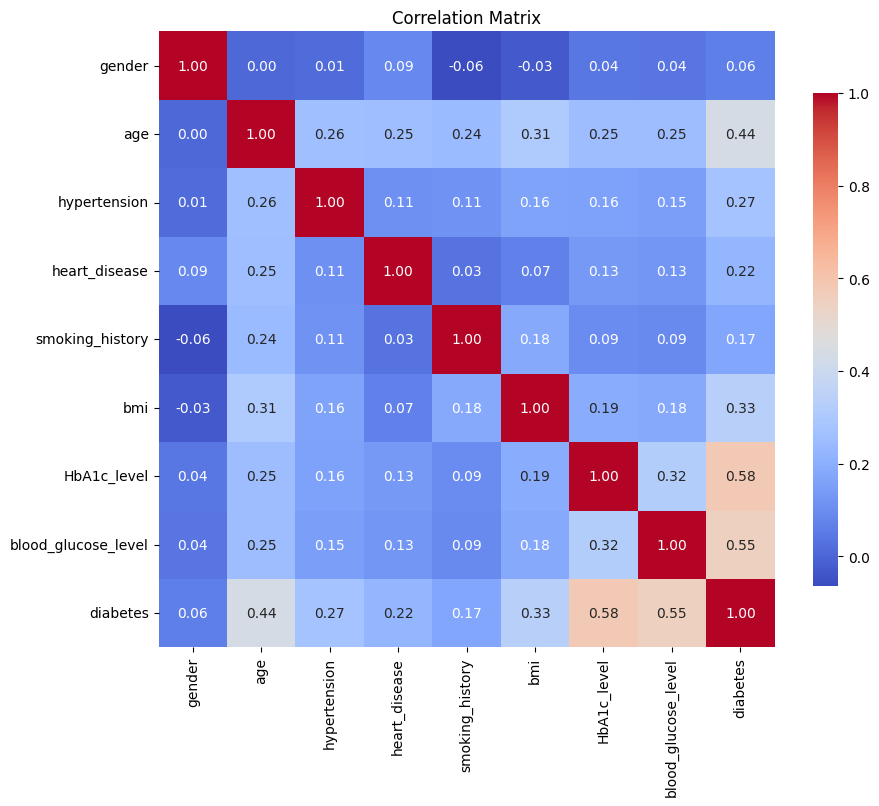 Correlation Matrix
gender 1.00 0.00 0.01 0.09 -0.06 -0.03 0.04 0.04 0.06
age 0.00 1.00 0.26 0.25 0.24 0.31 0.25 0.25 0.44
hypertension 0.01 0.26 1.00 0.11 0.11 0.16 0.16 0.15 0.27
heart_disease 0.09 0.25 0.11 1.00 0.03 0.07 0.13 0.13 0.22
smoking_history -0.06 0.24 0.11 0.03 1.00 0.18 0.09 0.09 0.17
bmi -0.03 0.31 0.16 0.07 0.18 1.00 0.19 0.18 0.33
HbA1c_level 0.04 0.25 0.16 0.13 0.09 0.19 1.00 0.32 0.58
blood_glucose_level 0.04 0.25 0.15 0.13 0.09 0.18 0.32 1.00 0.55
diabetes 0.06 0.44 0.27 0.22 0.17 0.33 0.58 0.55 1.00
gender
age
hypertension
heart_disease
smoking_history
bmi
HbA1c_level
blood_glucose_level
diabetes
1.0
0.8
0.6
0.4
0.2
0.0